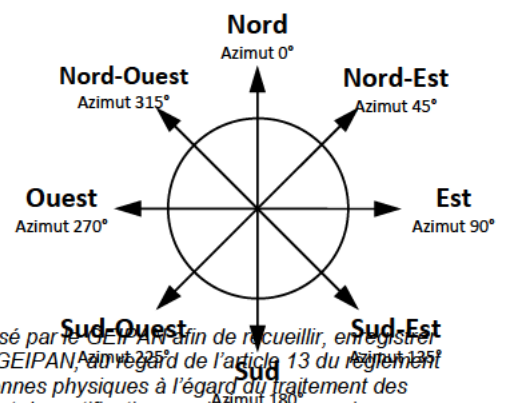 Nord
Azimut 0°
Nord-Ouest
Azimut 315°
Nord-Est
Azimut 45°
Ouest
Azimut 270°
Est
Azimut 90°
Sud-Ouest
Azimut 225°
Sud-Est
Azimut 135°
Sud
Azimut 180°
sé par le GEIPAN afin de recueillir, enregistrer
GEIPAN, au regard de l'article 13 du règlement
nnes physiques à l'égard du traitement des